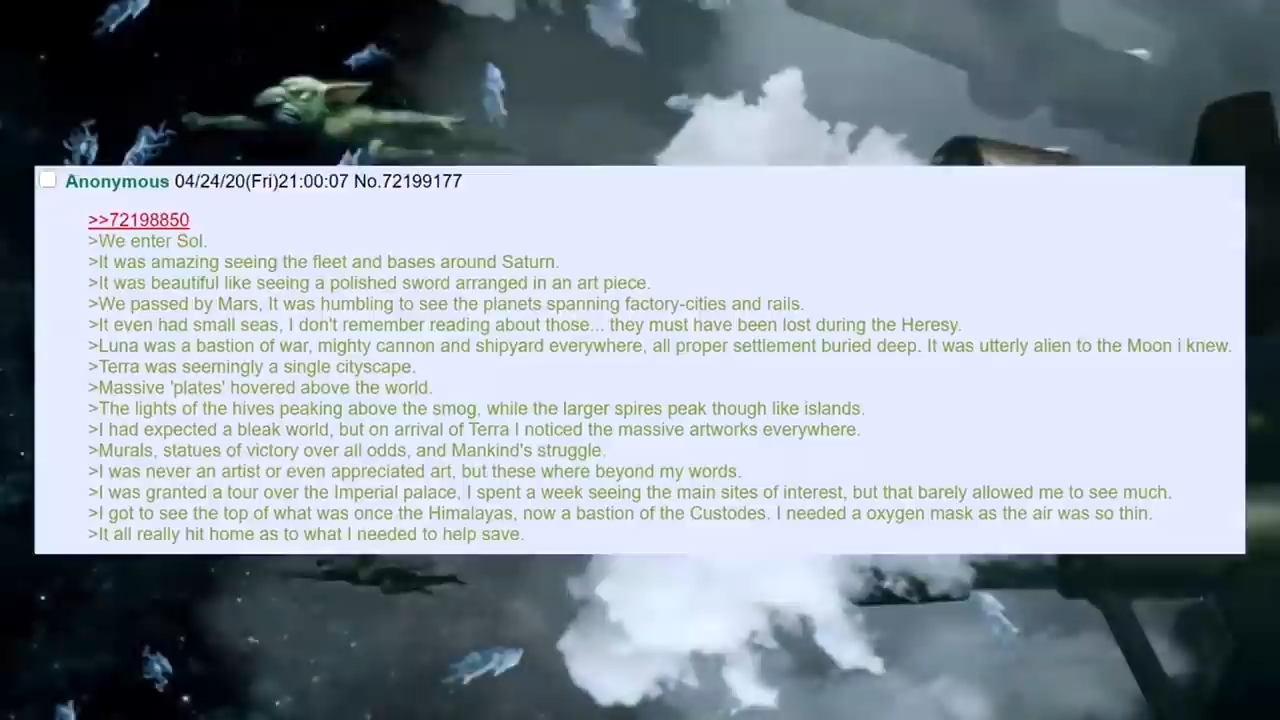 Anonymous 04/24/20(Fri)21:00:07 No.72199177
>>72198850
>We enter Sol.
>It was amazing seeing the fleet and bases around Saturn.
>It was beautiful like seeing a polished sword arranged in an art piece.
>We passed by Mars, It was humbling to see the planets spanning factory-cities and rails.
>It even had small seas, I don't remember reading about those... they must have been lost during the Heresy.
>Luna was a bastion of war, mighty cannon and shipyard everywhere, all proper settlement buried deep. It was utterly alien to the Moon i knew.
>Terra was seemingly a single cityscape.
>Massive 'plates' hovered above the world.
>The lights of the hives peaking above the smog, while the larger spires peak though like islands.
>I had expected a bleak world, but on arrival of Terra I noticed the massive artworks everywhere.
>Murals, statues of victory over all odds, and Mankind's struggle.
>I was never an artist or even appreciated art, but these where beyond my words.
>I was granted a tour over the Imperial palace, I spent a week seeing the main sites of interest, but that barely allowed me to see much.
>I got to see the top of what was once the Himalayas, now a bastion of the Custodes. I needed a oxygen mask as the air was so thin.
>It all really hit home as to what I needed to help save.